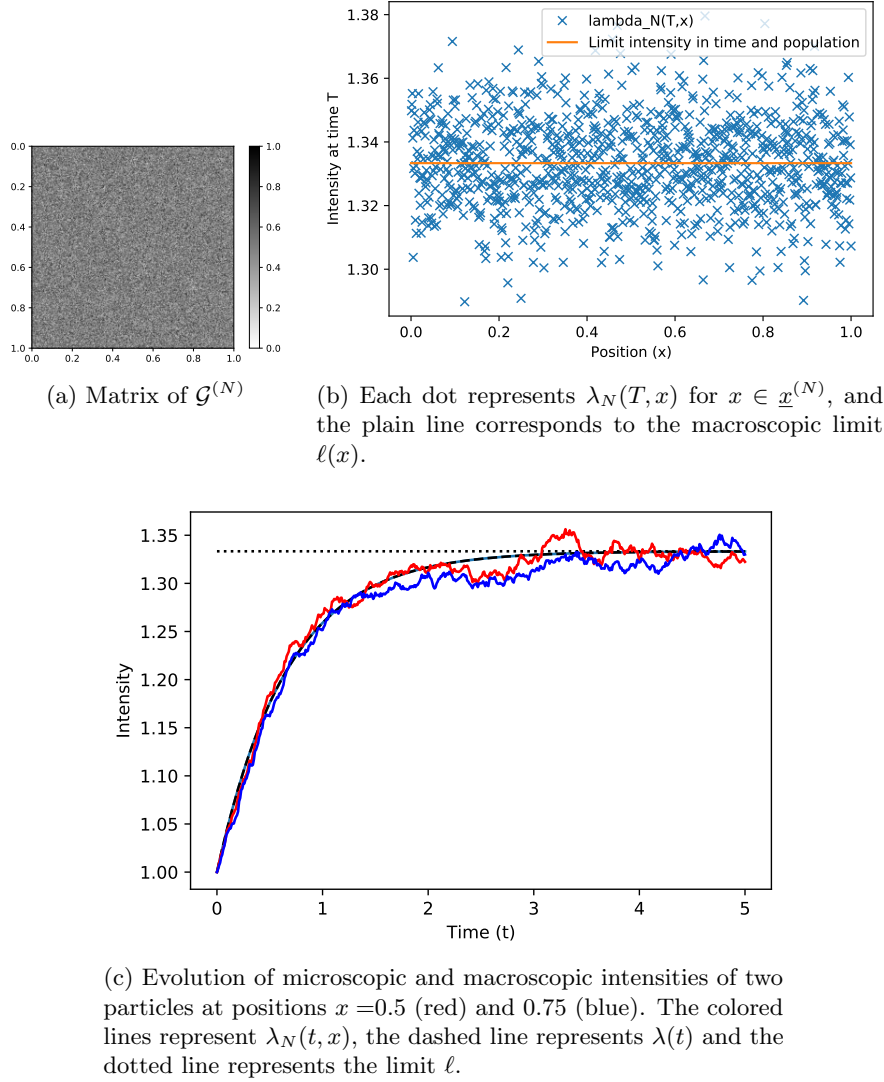 1.38
1.36
1.34
1.32
1.30
Intensity at time T
lambda_N(T,x)
Limit intensity in time and population
0.0 0.2 0.4 0.6 0.8 1.0
Position (x)
0.0
0.2
0.4
0.6
0.8
1.0
0.0 0.2 0.4 0.6 0.8 1.0
1.0
0.8
0.6
0.4
0.2
0.0
(a) Matrix of 𝒢^(N)
(b) Each dot represents λ_N(T, x) for x ∈ x̲^(N), and
the plain line corresponds to the macroscopic limit
ℓ(x).
1.35
1.30
1.25
1.20
1.15
1.10
1.05
1.00
Intensity
0 1 2 3 4 5
Time (t)
(c) Evolution of microscopic and macroscopic intensities of two
particles at positions x =0.5 (red) and 0.75 (blue). The colored
lines represent λ_N(t, x), the dashed line represents λ(t) and the
dotted line represents the limit ℓ.